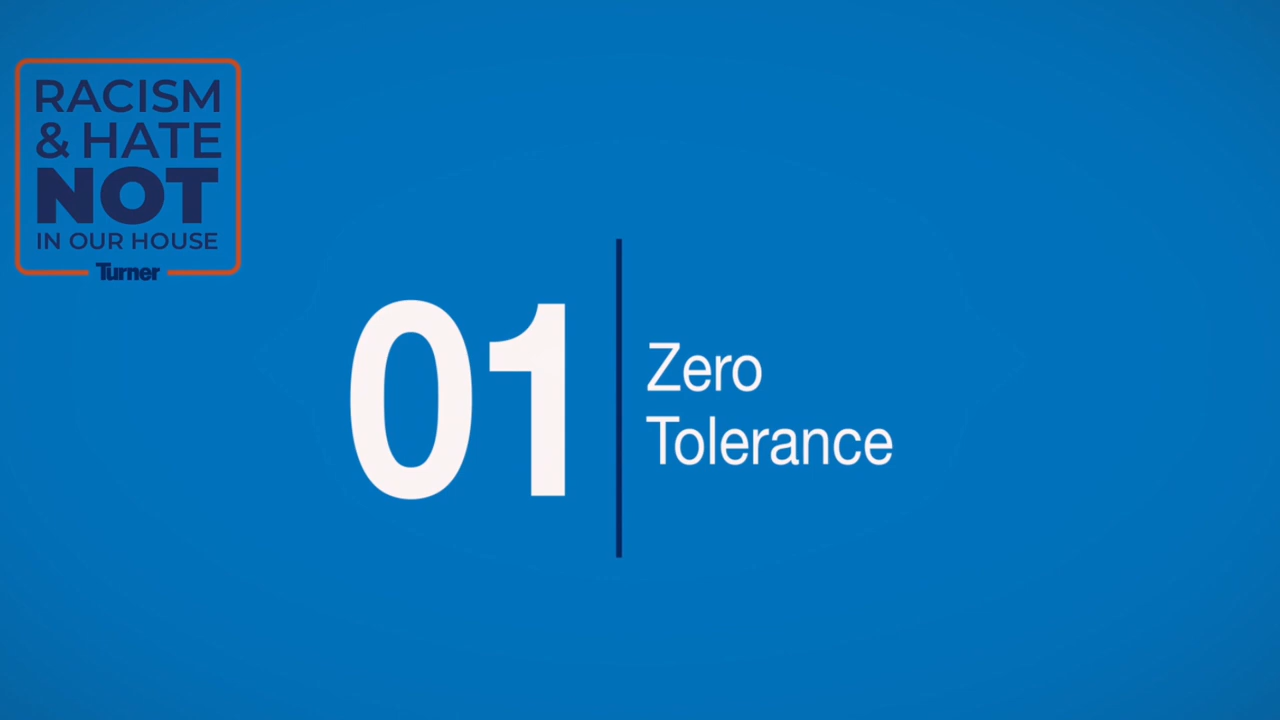 RACISM
& HATE
NOT
IN OUR HOUSE
Turner
01
Zero
Tolerance